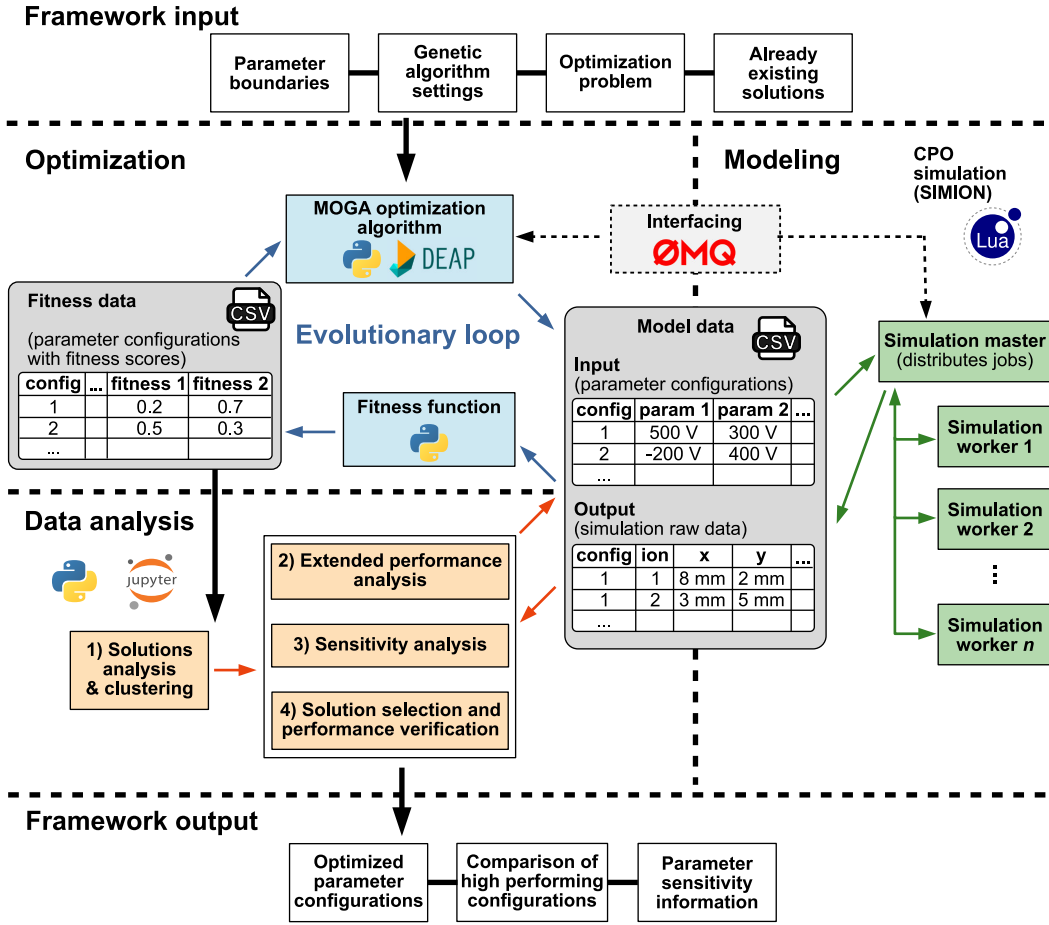 Framework input
Parameter
boundaries
Genetic
algorithm
settings
Optimization
problem
Already
existing
solutions
Optimization
Modeling
CPO
simulation
(SIMION)
Lua
MOGA optimization
algorithm
DEAP
Interfacing
ØMQ
Fitness data
CSV
(parameter configurations
with fitness scores)
config ... fitness 1 fitness 2
1 0.2 0.7
2 0.5 0.3
...
Evolutionary loop
Fitness function
Model data
CSV
Input
(parameter configurations)
config param 1 param 2 ...
1 500 V 300 V
2 -200 V 400 V
...
Output
(simulation raw data)
config ion x y ...
1 1 8 mm 2 mm
1 2 3 mm 5 mm
...
Simulation master
(distributes jobs)
Simulation
worker 1
Simulation
worker 2
...
Simulation
worker n
Data analysis
jupyter
1) Solutions
analysis
& clustering
2) Extended performance
analysis
3) Sensitivity analysis
4) Solution selection and
performance verification
Framework output
Optimized
parameter
configurations
Comparison of
high performing
configurations
Parameter
sensitivity
information